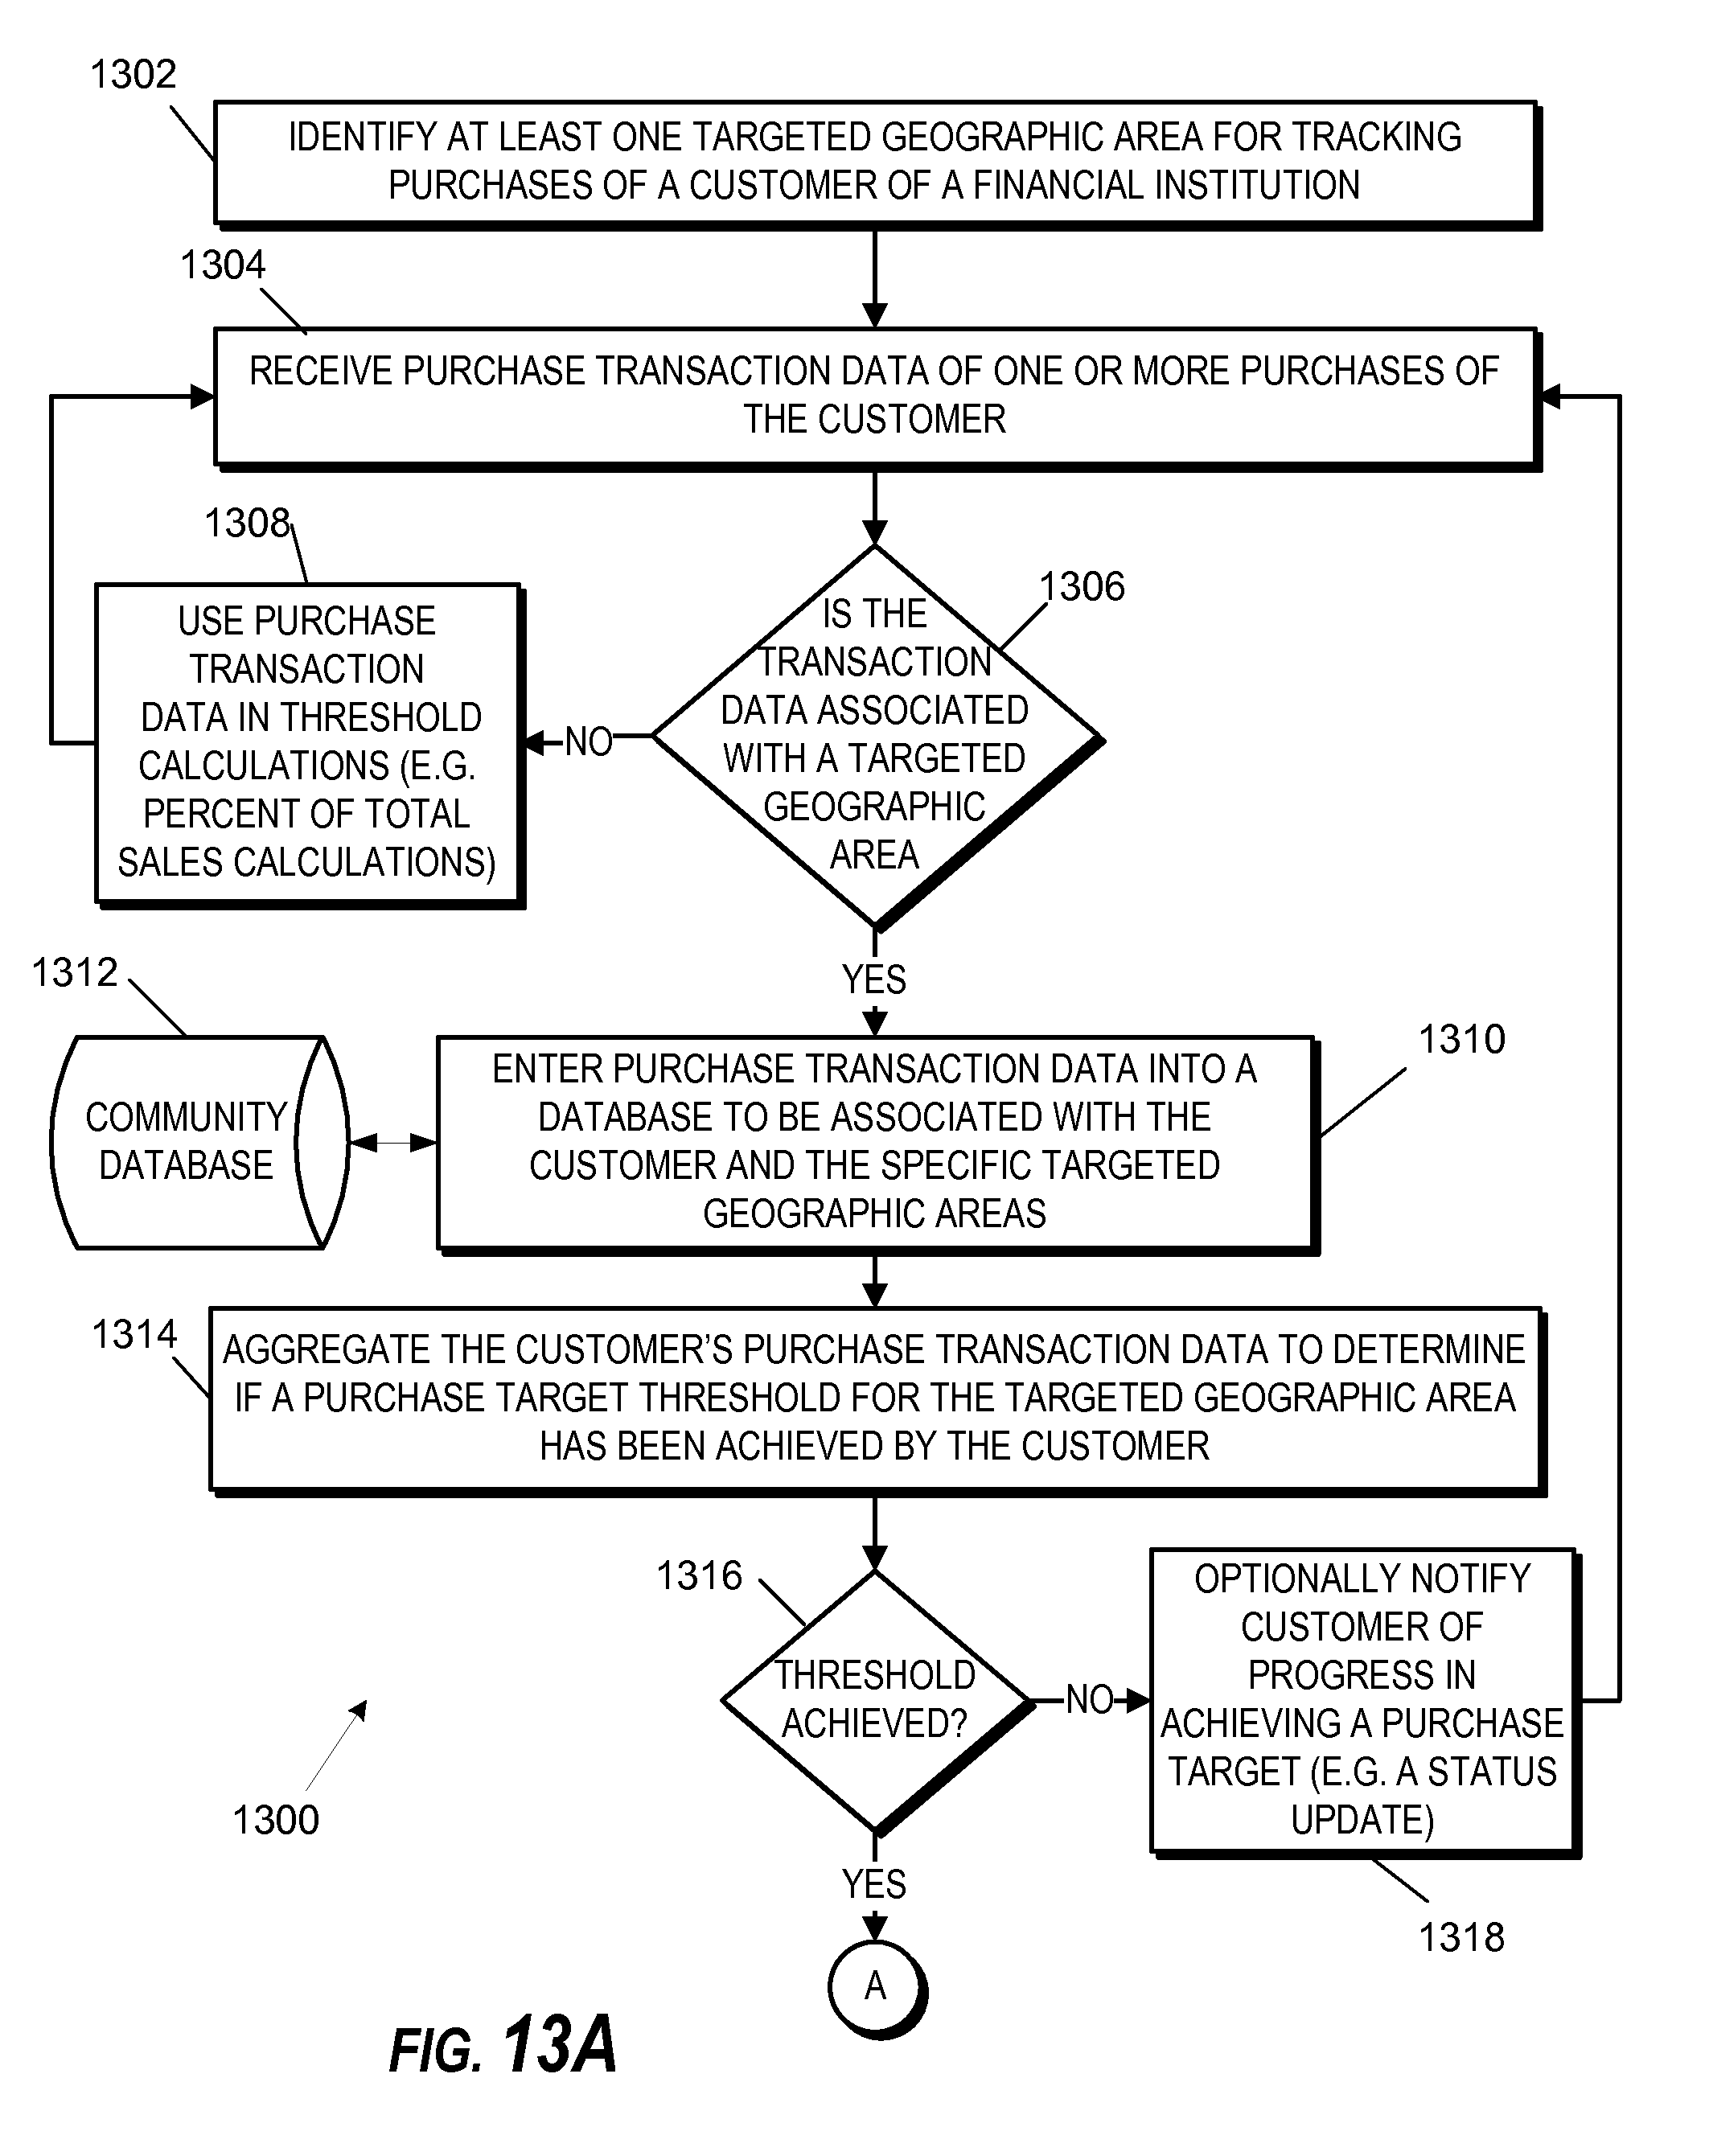 1302
IDENTIFY AT LEAST ONE TARGETED GEOGRAPHIC AREA FOR TRACKING
PURCHASES OF A CUSTOMER OF A FINANCIAL INSTITUTION
1304
RECEIVE PURCHASE TRANSACTION DATA OF ONE OR MORE PURCHASES OF
THE CUSTOMER
1308
USE PURCHASE
TRANSACTION
DATA IN THRESHOLD
CALCULATIONS (E.G.
PERCENT OF TOTAL
SALES CALCULATIONS)
1306
IS THE
TRANSACTION
DATA ASSOCIATED
WITH A TARGETED
GEOGRAPHIC
AREA
NO
YES
1312
COMMUNITY
DATABASE
1310
ENTER PURCHASE TRANSACTION DATA INTO A
DATABASE TO BE ASSOCIATED WITH THE
CUSTOMER AND THE SPECIFIC TARGETED
GEOGRAPHIC AREAS
1314
AGGREGATE THE CUSTOMER'S PURCHASE TRANSACTION DATA TO DETERMINE
IF A PURCHASE TARGET THRESHOLD FOR THE TARGETED GEOGRAPHIC AREA
HAS BEEN ACHIEVED BY THE CUSTOMER
1316
THRESHOLD
ACHIEVED?
NO
OPTIONALLY NOTIFY
CUSTOMER OF
PROGRESS IN
ACHIEVING A PURCHASE
TARGET (E.G. A STATUS
UPDATE)
1318
1300
YES
A
FIG. 13A